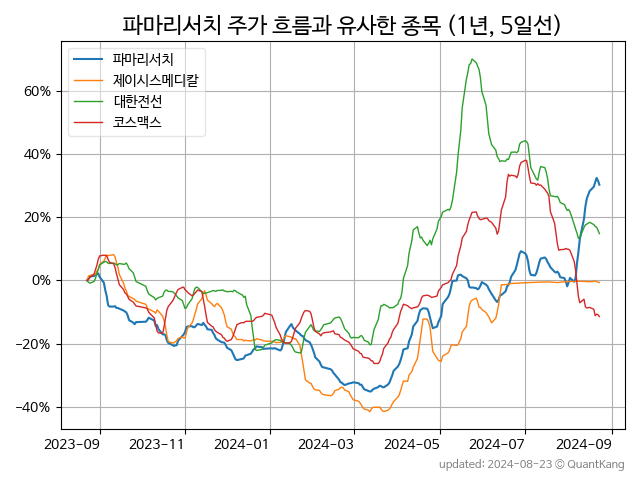 파마리서치 주가 흐름과 유사한 종목 (1년, 5일선)
파마리서치
제이시스메디칼
대한전선
코스맥스
60%
40%
20%
0%
−20%
−40%
2023-09 2023-11 2024-01 2024-03 2024-05 2024-07 2024-09
updated: 2024-08-23 ⓒ QuantKang